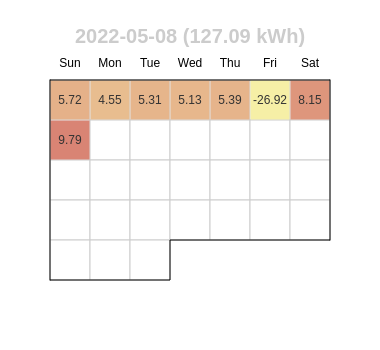 2022-05-08 (127.09 kWh)
Sun Mon Tue Wed Thu Fri Sat
5.72 4.55 5.31 5.13 5.39 -26.92 8.15
9.79